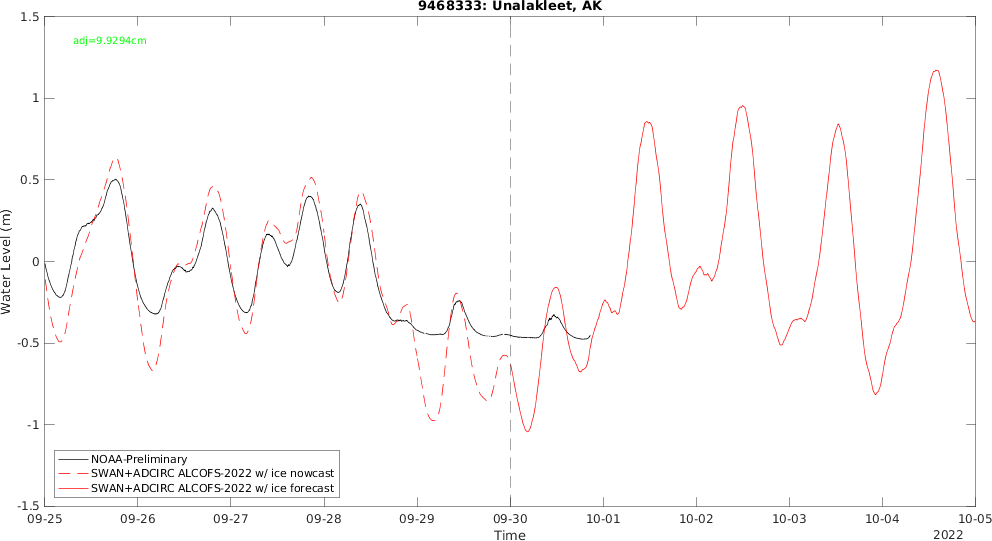 9468333: Unalakleet, AK
adj=9.9294cm
1.5
1
0.5
0
-0.5
-1
-1.5
Water Level (m)
NOAA-Preliminary
SWAN+ADCIRC ALCOFS-2022 w/ ice nowcast
SWAN+ADCIRC ALCOFS-2022 w/ ice forecast
09-25 09-26 09-27 09-28 09-29 09-30 10-01 10-02 10-03 10-04 10-05
Time
2022